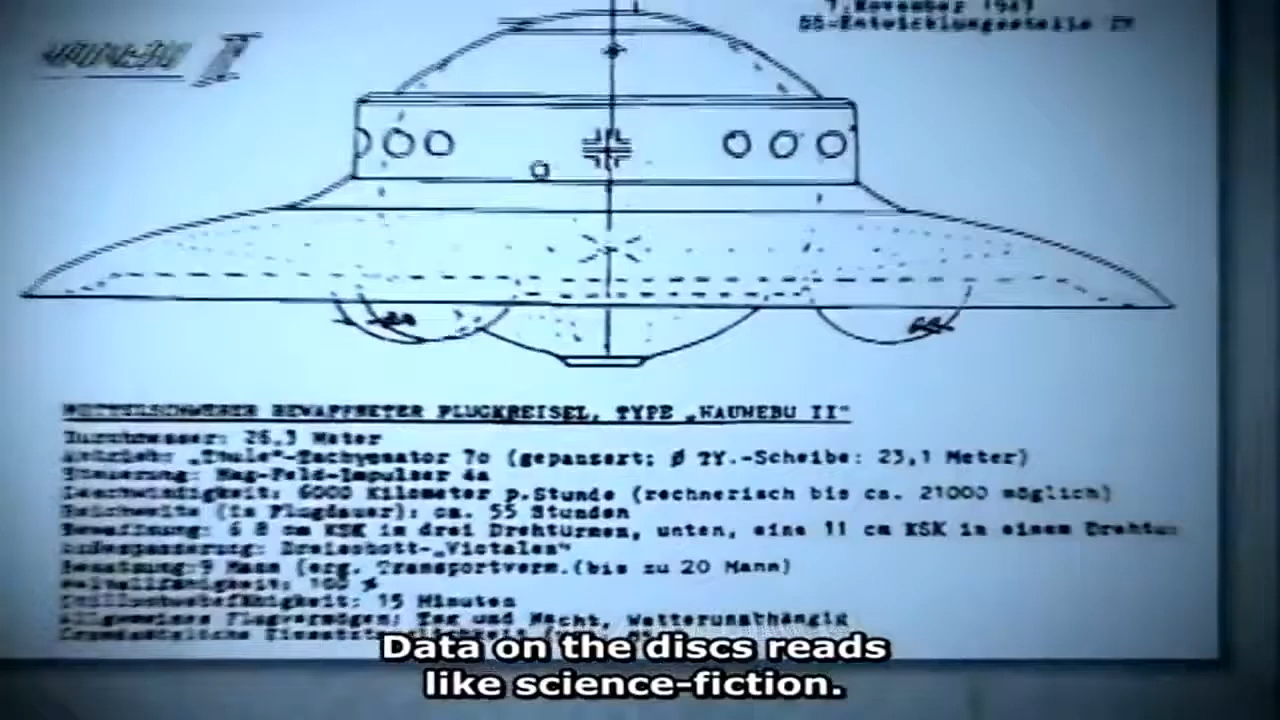 7.November
HAUNEBU II
SS-Entwicklungsstelle IV
MITTELSCHWERER BEWAFFNETER FLUGKREISEL, TYPE „HAUNEBU II"
Durchmesser: 26,3 Meter
Antrieb: „Thule"-Tachyonator 7o (gepanzert; Ø TY.-Scheibe: 23,1 Meter)
Steuerung: Mag-Feld-Impulser 4a
Geschwindigkeit: 6000 Kilometer p.Stunde (rechnerisch bis ca. 21000 möglich)
Reichweite (in Flugdauer): ca. 55 Stunden
Bewaffnung: 6 8 cm KSK in drei Drehtürmen, unten, eine 11 cm KSK in einem Drehtu
Außenpanzerung: Dreischott-„Victalen"
Besatzung: 9 Mann (erg. Transportverm.(bis zu 20 Mann)
Weltallfähigkeit: 100 %
Stillschwebefähigkeit: 15 Minuten
Allgemeines Flugvermögen: Tag und Nacht, Wetterunabhängig
Data on the discs reads
like science-fiction.